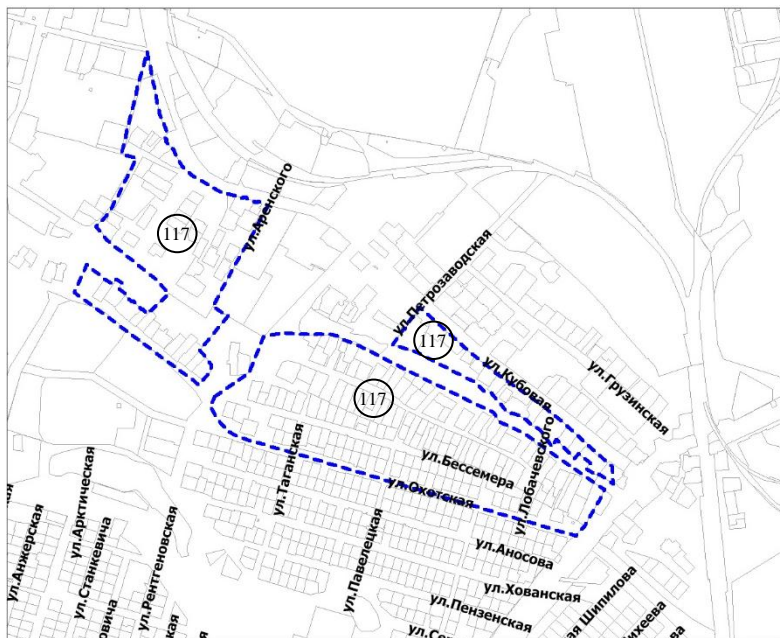 ул.Аренского
117
ул.Петрозаводская
117
ул.Кубовая
ул.Грузинская
117
ул.Бессемера
ул.Лобачевского
ул.Таганская
ул.Охотская
ул.Арктическая
ул.Анжерская
ул.Станкевича
ул.Рентгеновская
ул.Павелецкая
ул.Аносова
ул.Хованская
ул.Пензенская